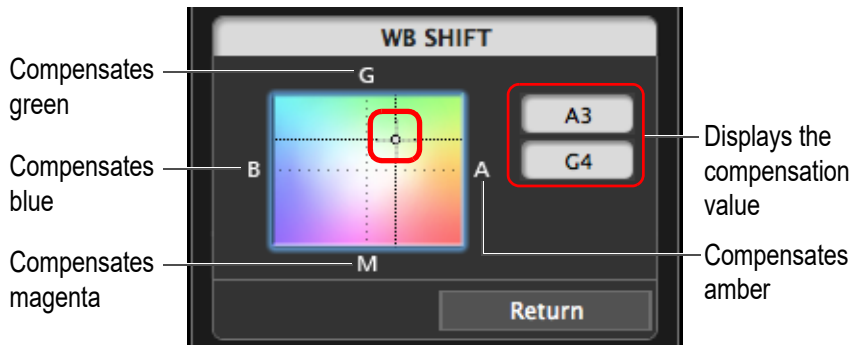 WB SHIFT
Compensates
green
G
A3
G4
Displays the
compensation
value
Compensates
blue
B
A
Compensates
magenta
M
Compensates
amber
Return